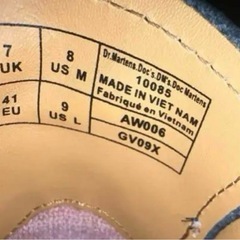 7
UK
8
US M
41
EU
9
US L
Dr.Martens.Doc's.DM's.Doc Martens
10085
MADE IN VIET NAM
Fabriqué en Vietnam
AW006
GV09X